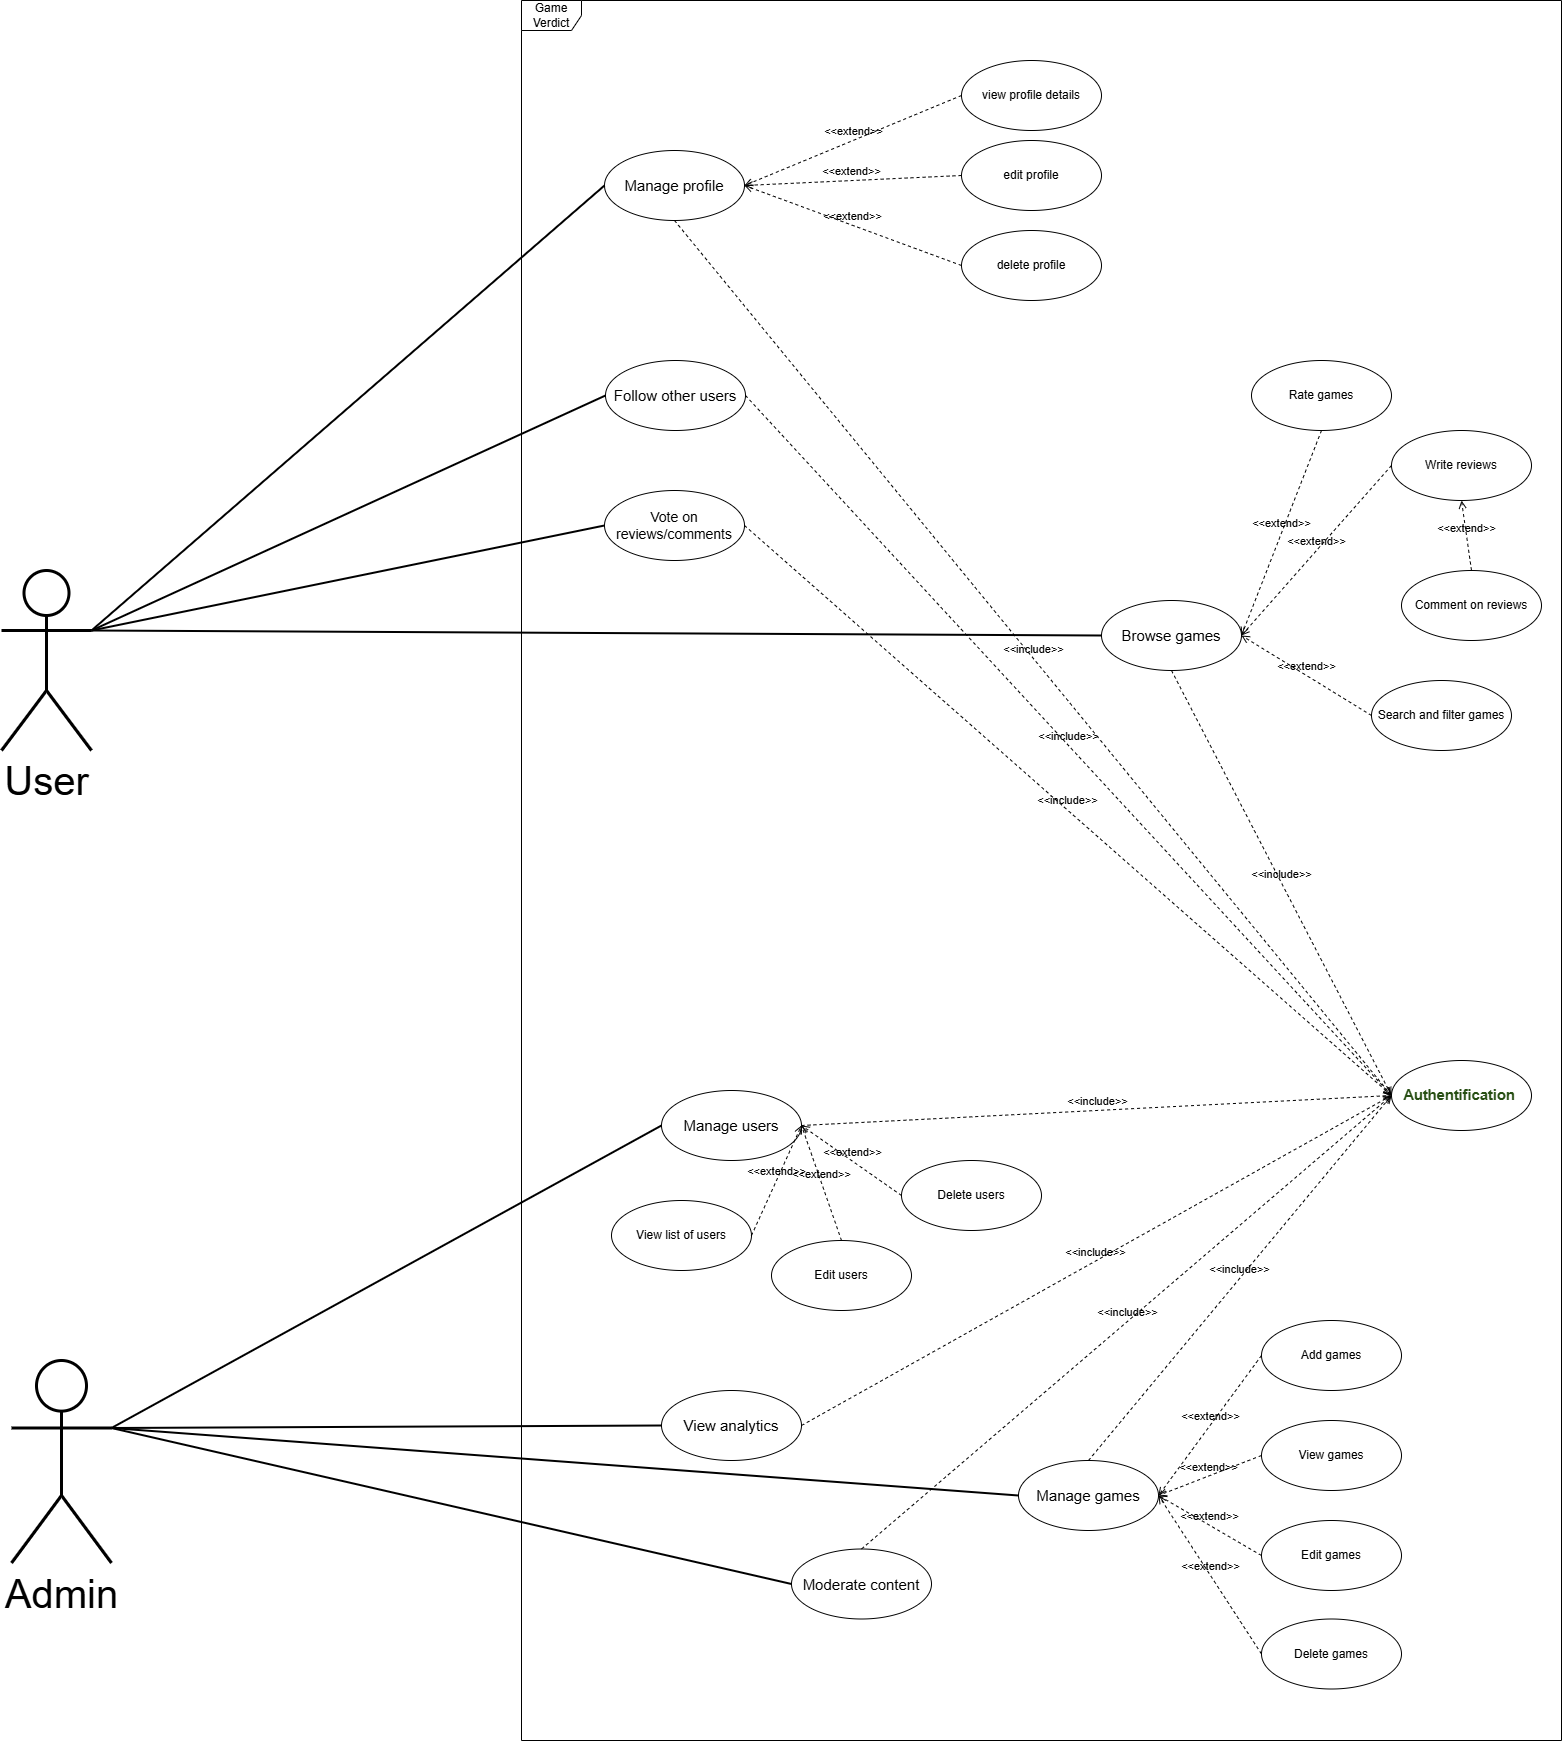 Game
Verdict
view profile details
<<extend>>
Manage profile
<<extend>>
edit profile
<<extend>>
delete profile
Follow other users
Rate games
Write reviews
Vote on
reviews/comments
<<extend>>
<<extend>>
<<extend>>
Comment on reviews
Browse games
<<include>>
<<extend>>
Search and filter games
User
<<include>>
<<include>>
<<include>>
Authentification
<<include>>
Manage users
<<extend>>
<<extend>>
<<extend>>
Delete users
View list of users
Edit users
<<include>>
<<include>>
<<include>>
Add games
<<extend>>
View analytics
View games
<<extend>>
Manage games
<<extend>>
Edit games
<<extend>>
Moderate content
Admin
Delete games